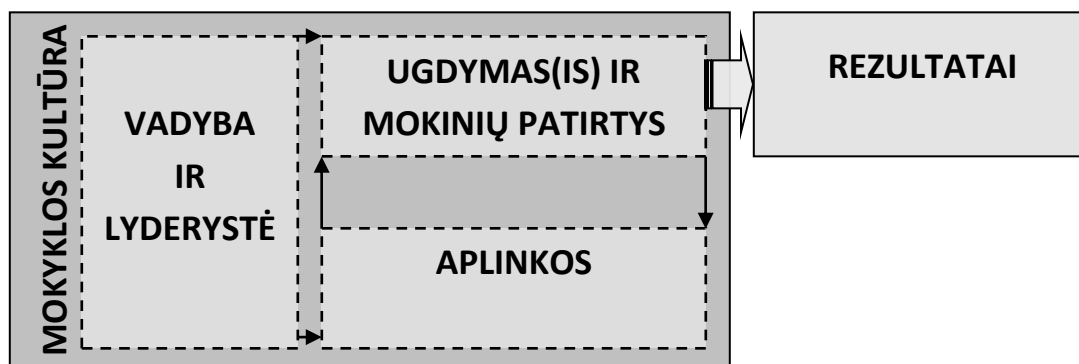 MOKYKLOS KULTŪRA
VADYBA
IR
LYDERYSTĖ
UGDYMAS(IS) IR
MOKINIŲ PATIRTYS
APLINKOS
REZULTATAI